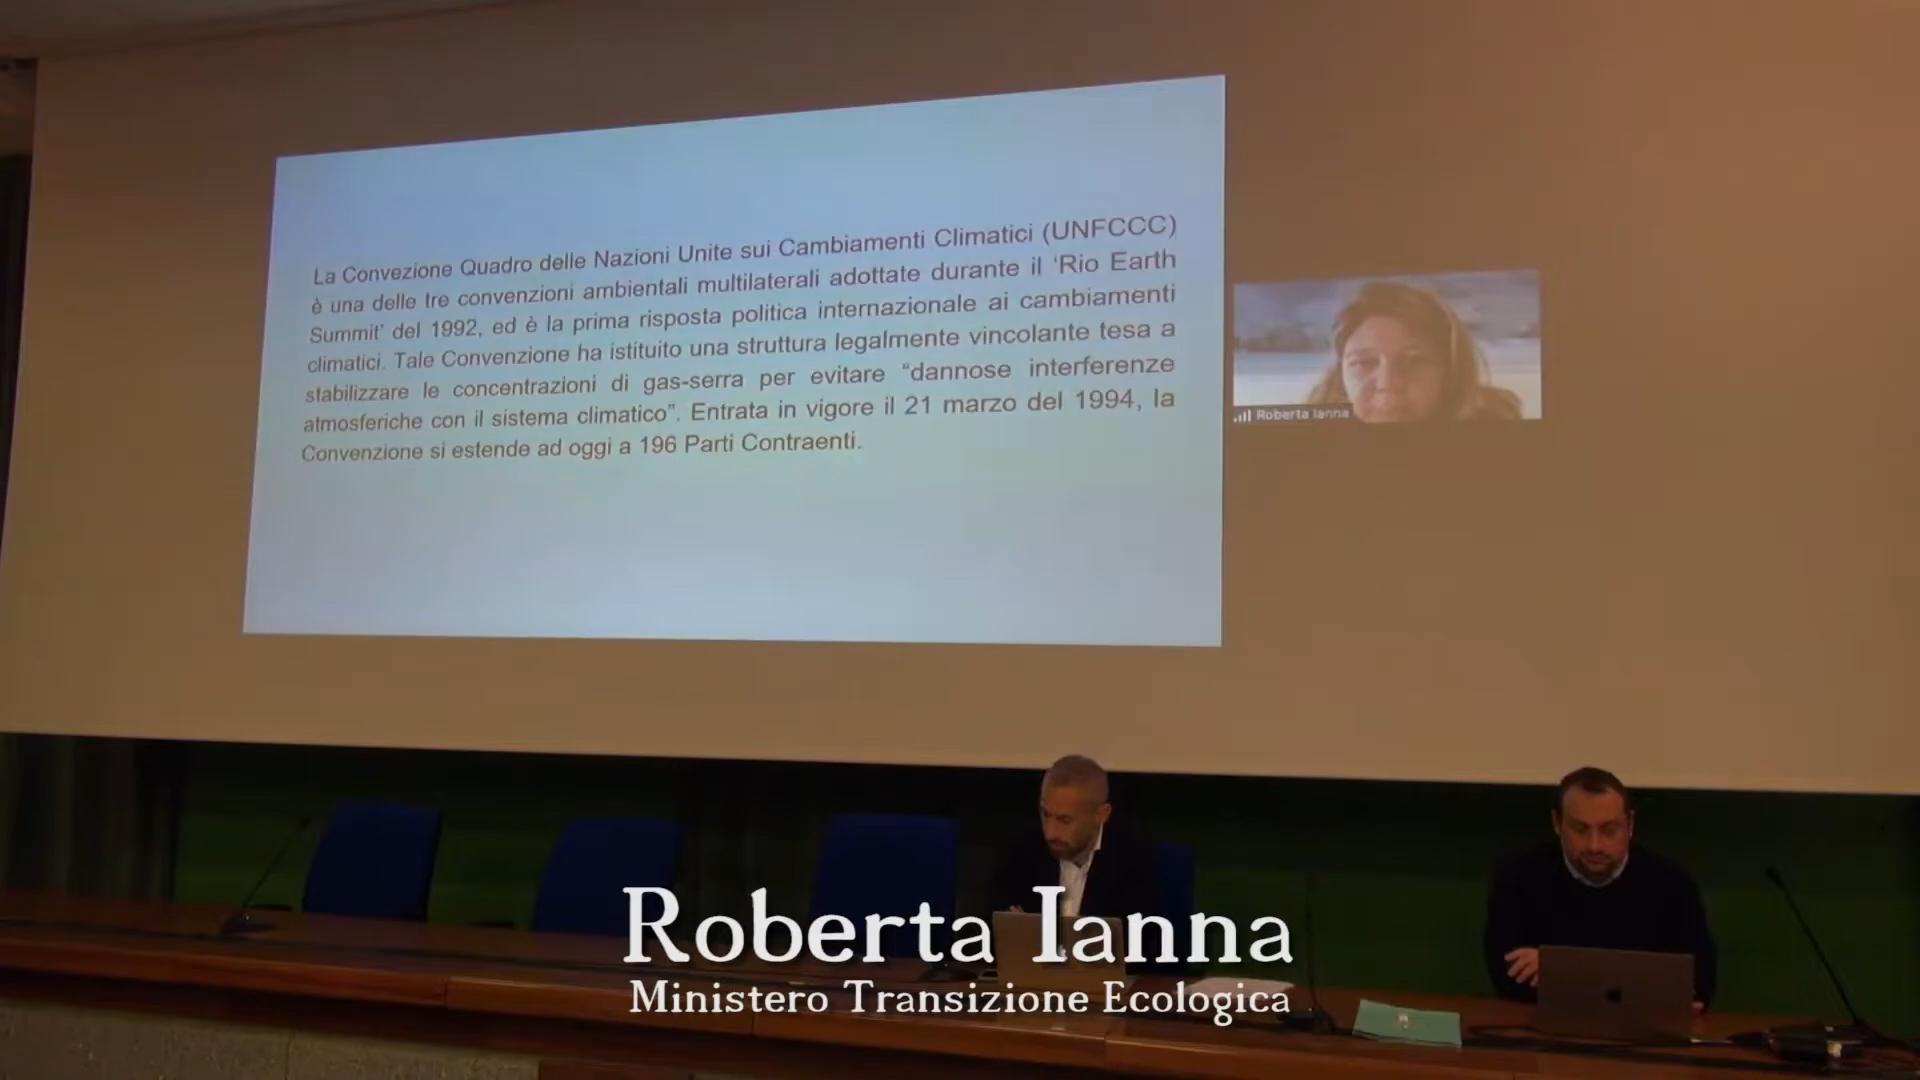 La Convezione Quadro delle Nazioni Unite sui Cambiamenti Climatici (UNFCCC)
è una delle tre convenzioni ambientali multilaterali adottate durante il ‘Rio Earth
Summit’ del 1992, ed è la prima risposta politica internazionale ai cambiamenti
climatici. Tale Convenzione ha istituito una struttura legalmente vincolante tesa a
stabilizzare le concentrazioni di gas-serra per evitare “dannose interferenze
atmosferiche con il sistema climatico”. Entrata in vigore il 21 marzo del 1994, la
Convenzione si estende ad oggi a 196 Parti Contraenti.
Roberta Ianna
Roberta Ianna
Ministero Transizione Ecologica